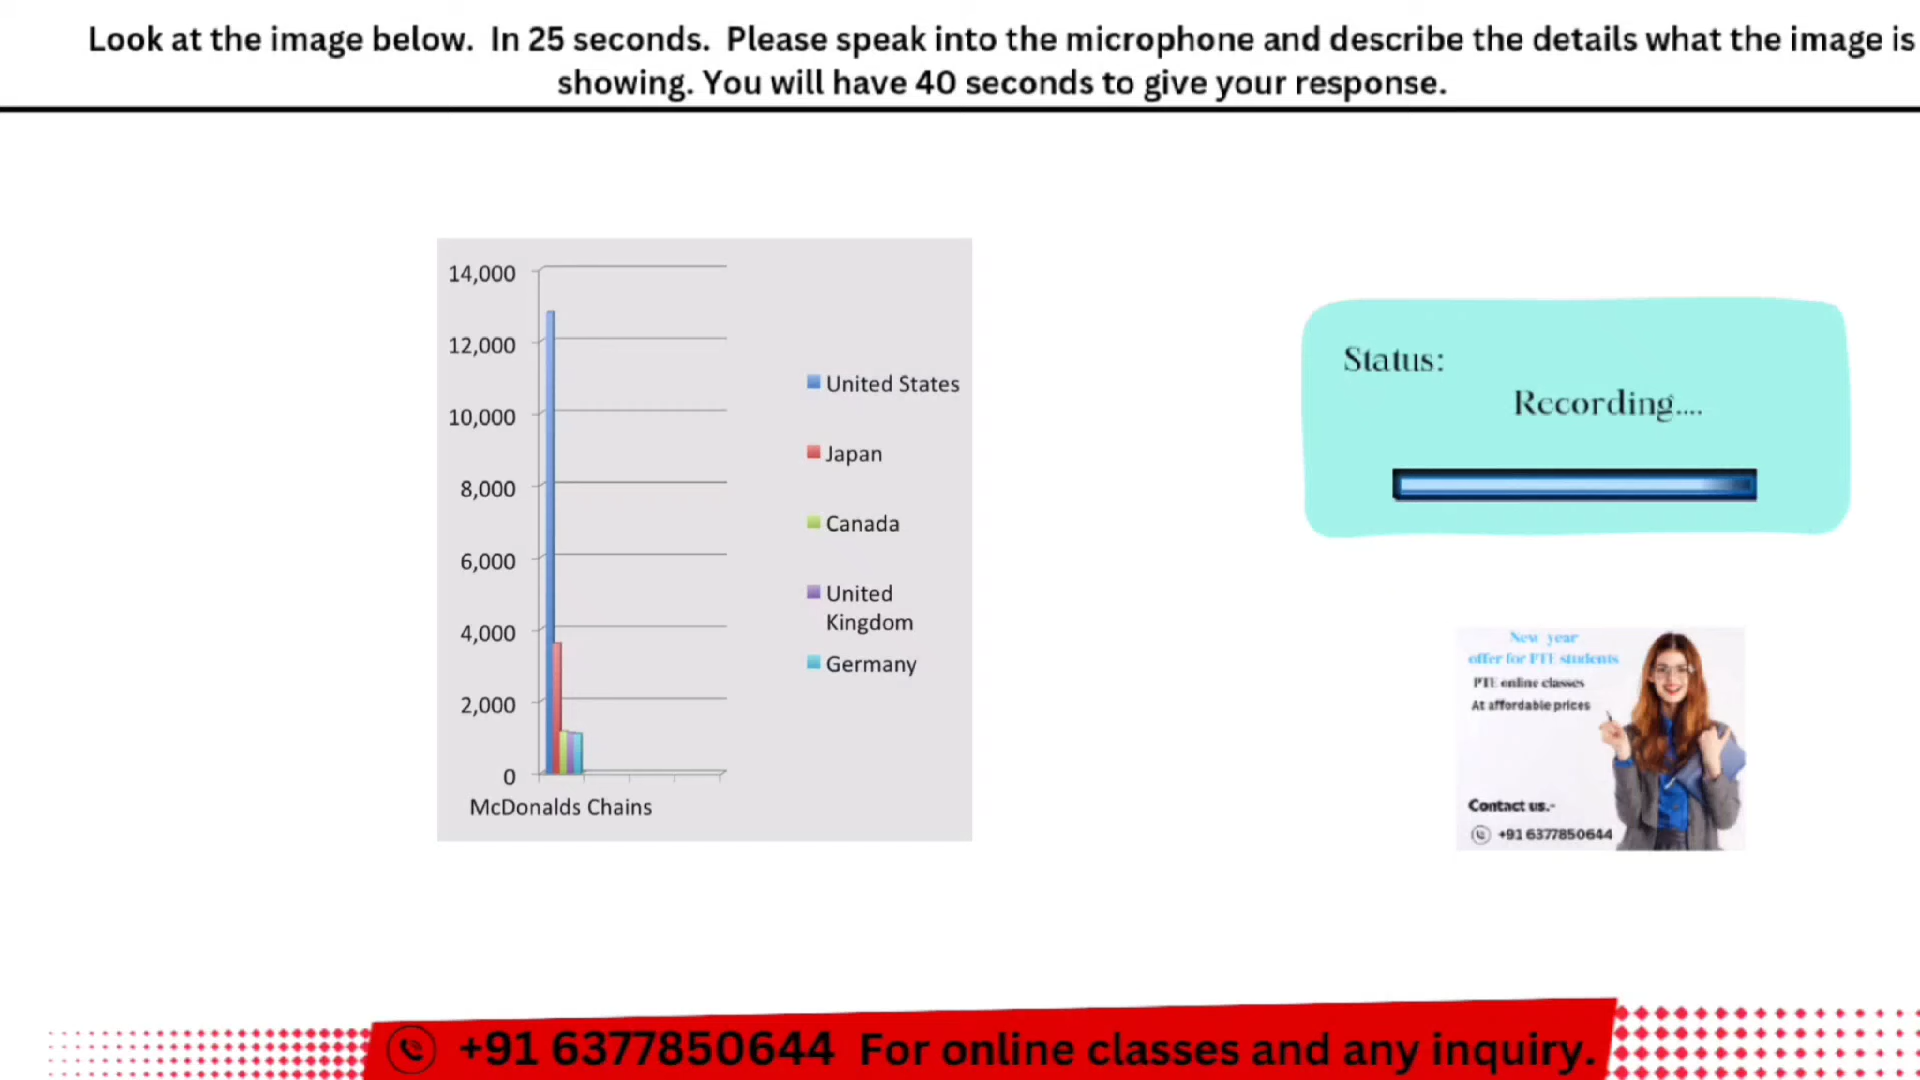 Look at the image below. In 25 seconds. Please speak into the microphone and describe the details what the image is
showing. You will have 40 seconds to give your response.
14,000
12,000
10,000
8,000
6,000
4,000
2,000
0
McDonalds Chains
United States
Japan
Canada
United
Kingdom
Germany
Status:
Recording....
New year
offer for PTE students
PTE online classes
At affordable prices
Contact us.-
+91 6377850644
+91 6377850644 For online classes and any inquiry.